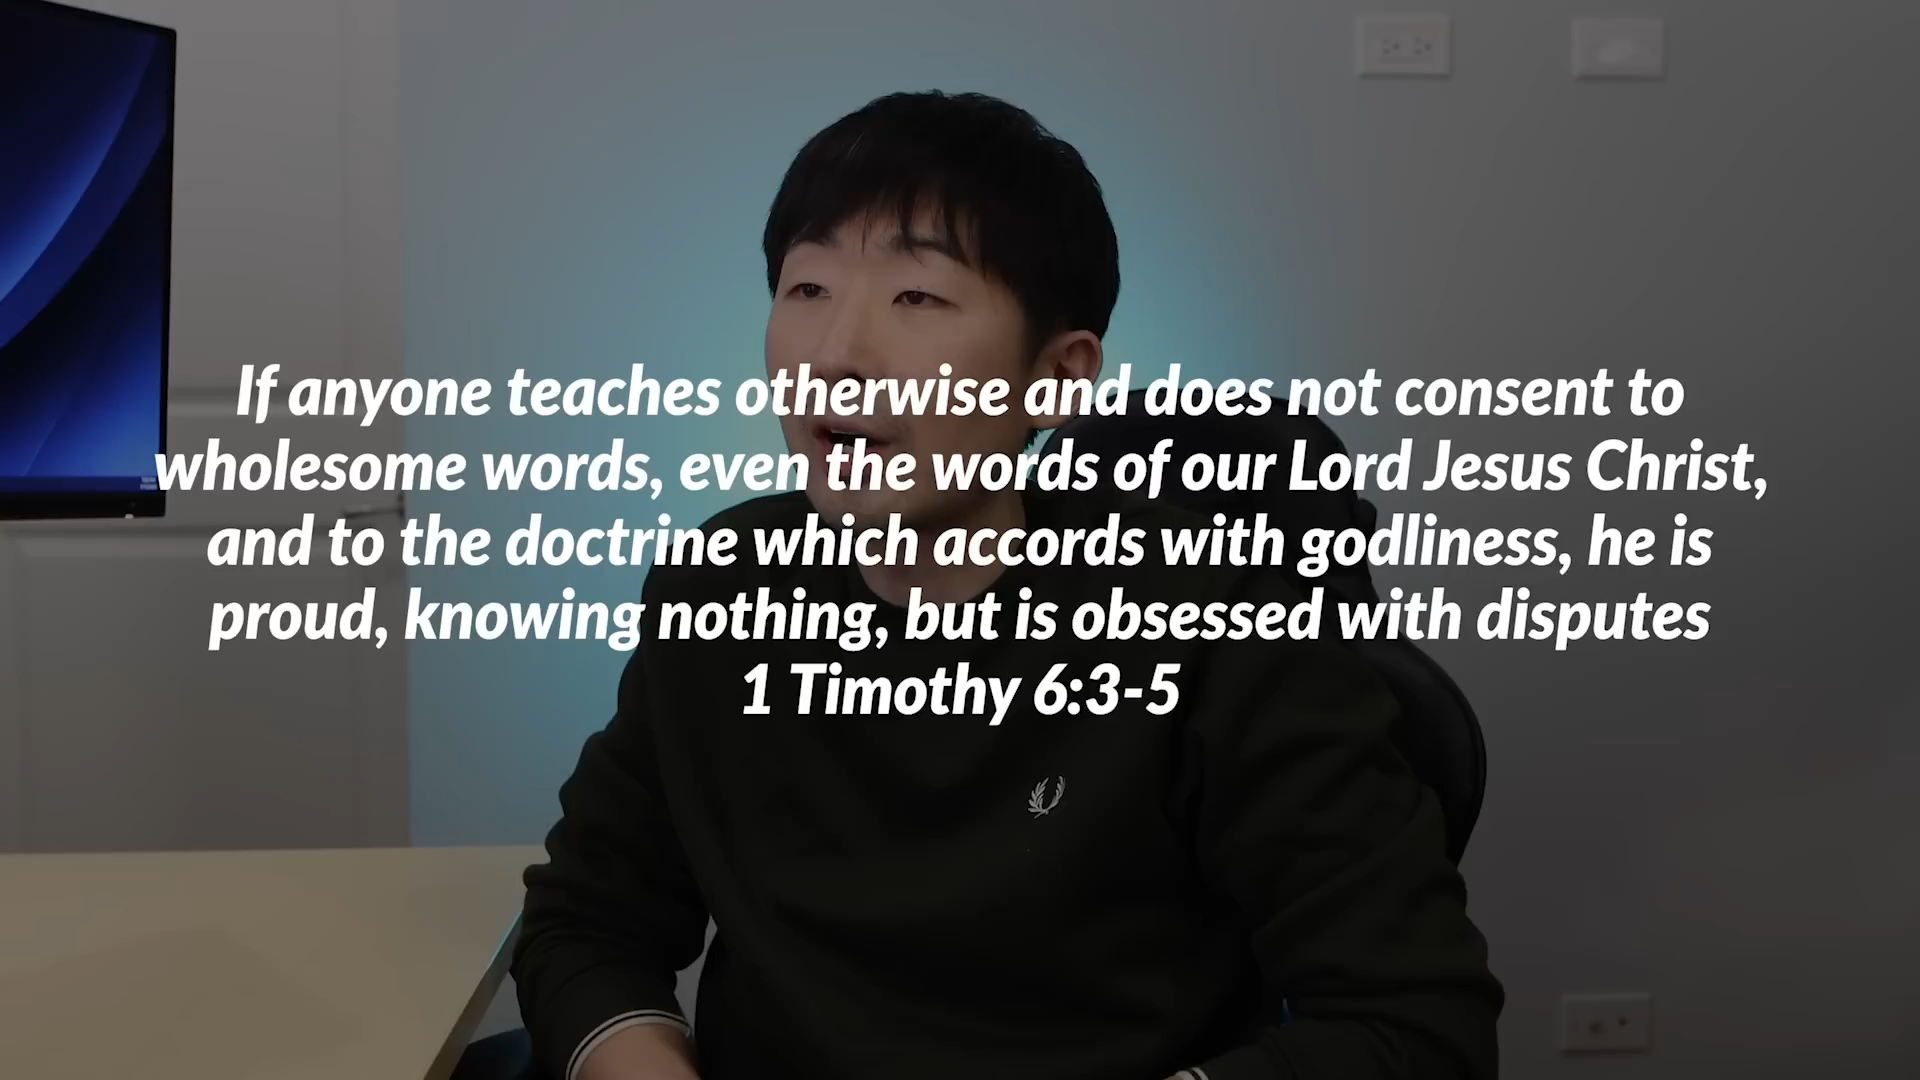 If anyone teaches otherwise and does not consent to
wholesome words, even the words of our Lord Jesus Christ,
and to the doctrine which accords with godliness, he is
proud, knowing nothing, but is obsessed with disputes
1 Timothy 6:3-5